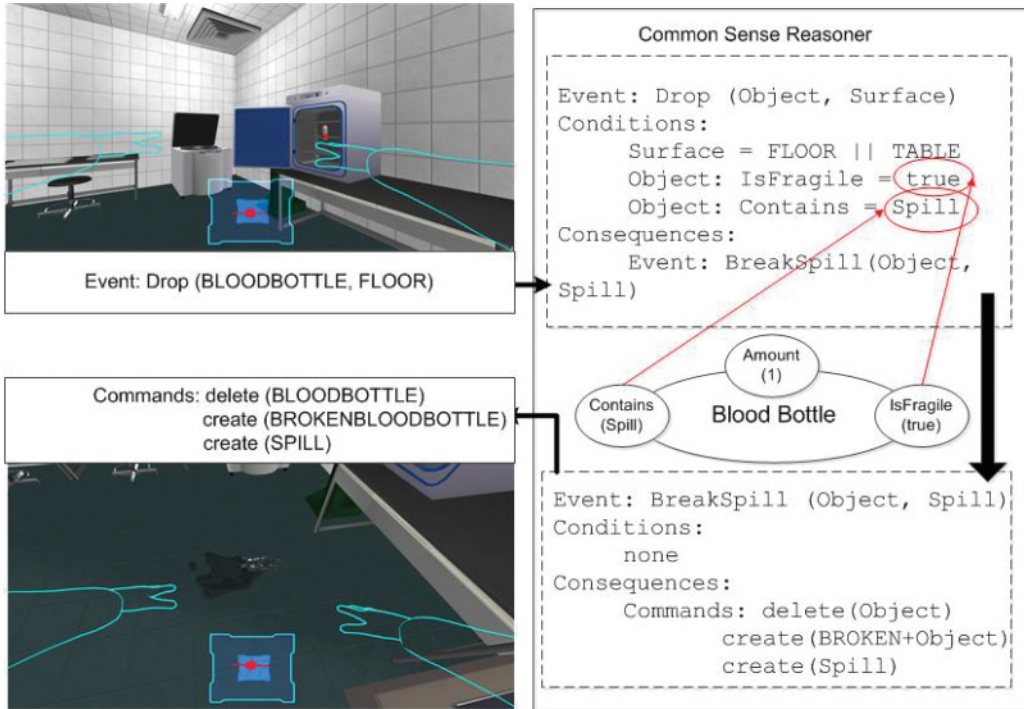 Event: Drop (BLOODBOTTLE, FLOOR)
Common Sense Reasoner
Event: Drop (Object, Surface)
Conditions:
Surface = FLOOR || TABLE
Object: IsFragile = true
Object: Contains = Spill
Consequences:
Event: BreakSpill(Object,
Spill)
Amount
(1)
Contains
(Spill)
Blood Bottle
IsFragile
(true)
Event: BreakSpill (Object, Spill)
Conditions:
none
Consequences:
Commands: delete(Object)
create(BROKEN+Object)
create(Spill)
Commands: delete (BLOODBOTTLE)
create (BROKENBLOODBOTTLE)
create (SPILL)